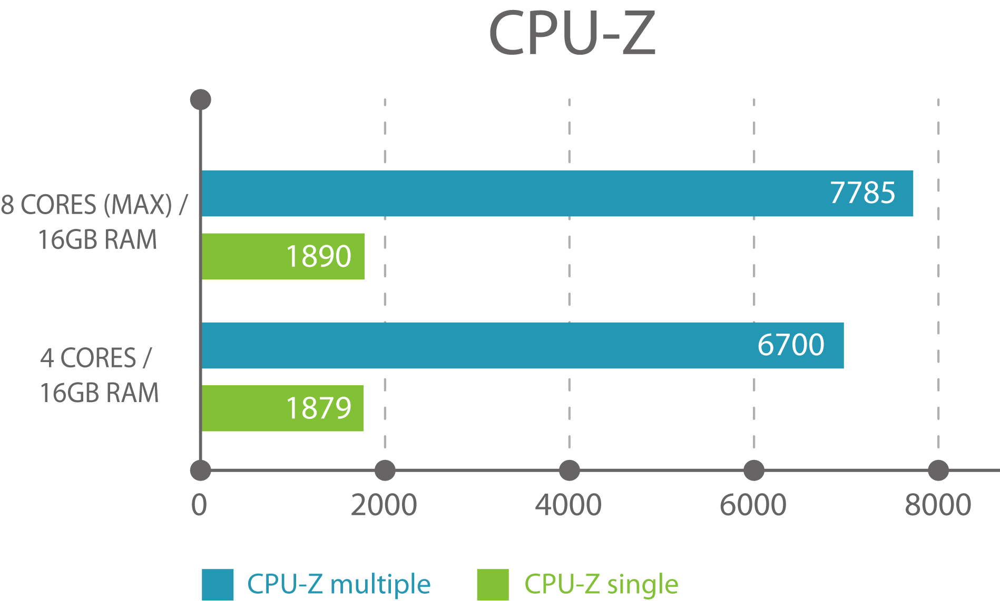 CPU-Z
8 CORES (MAX) /
16GB RAM
7785
1890
4 CORES /
16GB RAM
6700
1879
0 2000 4000 6000 8000
CPU-Z multiple CPU-Z single